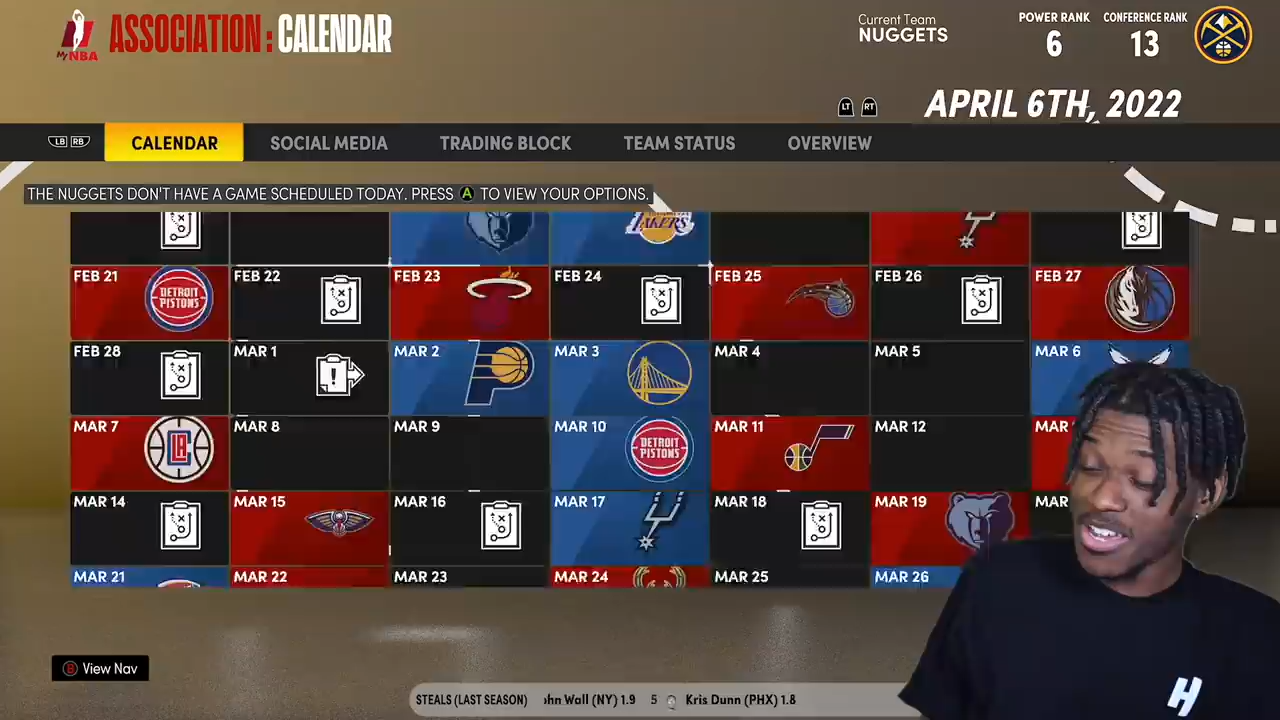 MyNBA
ASSOCIATION: CALENDAR
Current Team
NUGGETS
POWER RANK
6
CONFERENCE RANK
13
LT RT
APRIL 6TH, 2022
LB RB
CALENDAR
SOCIAL MEDIA
TRADING BLOCK
TEAM STATUS
OVERVIEW
THE NUGGETS DON'T HAVE A GAME SCHEDULED TODAY. PRESS A TO VIEW YOUR OPTIONS.
LAKERS
FEB 21 DETROIT PISTONS
FEB 22
FEB 23
FEB 24
FEB 25
FEB 26
FEB 27
FEB 28
MAR 1
MAR 2
MAR 3
MAR 4
MAR 5
MAR 6
MAR 7
MAR 8
MAR 9
MAR 10 DETROIT PISTONS
MAR 11
MAR 12
MAR
MAR 14
MAR 15
MAR 16
MAR 17
MAR 18
MAR 19
MAR
MAR 21
MAR 22
MAR 23
MAR 24
MAR 25
MAR 26
B View Nav
STEALS (LAST SEASON) ohn Wall (NY) 1.9 5 Kris Dunn (PHX) 1.8
H